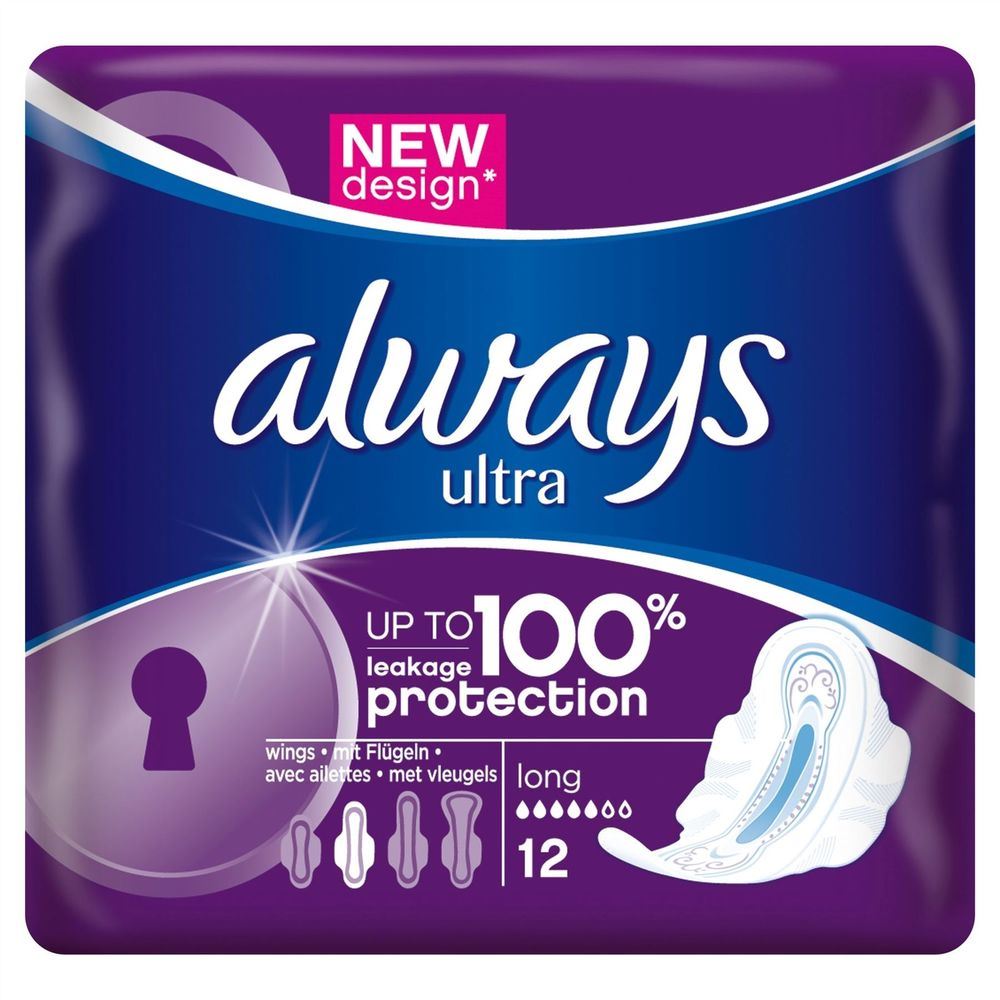 NEW
design*
always
ultra
UP TO 100%
leakage
protection
wings • mit Flügeln •
avec ailettes • met vleugels
long
12